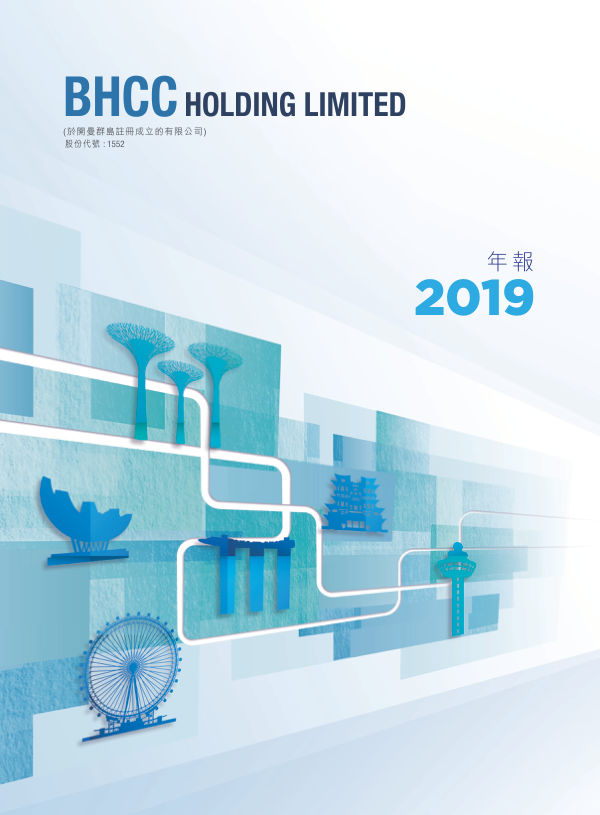 BHCC HOLDING LIMITED
(於開曼群島註冊成立的有限公司)
股份代號 : 1552
年報
2019